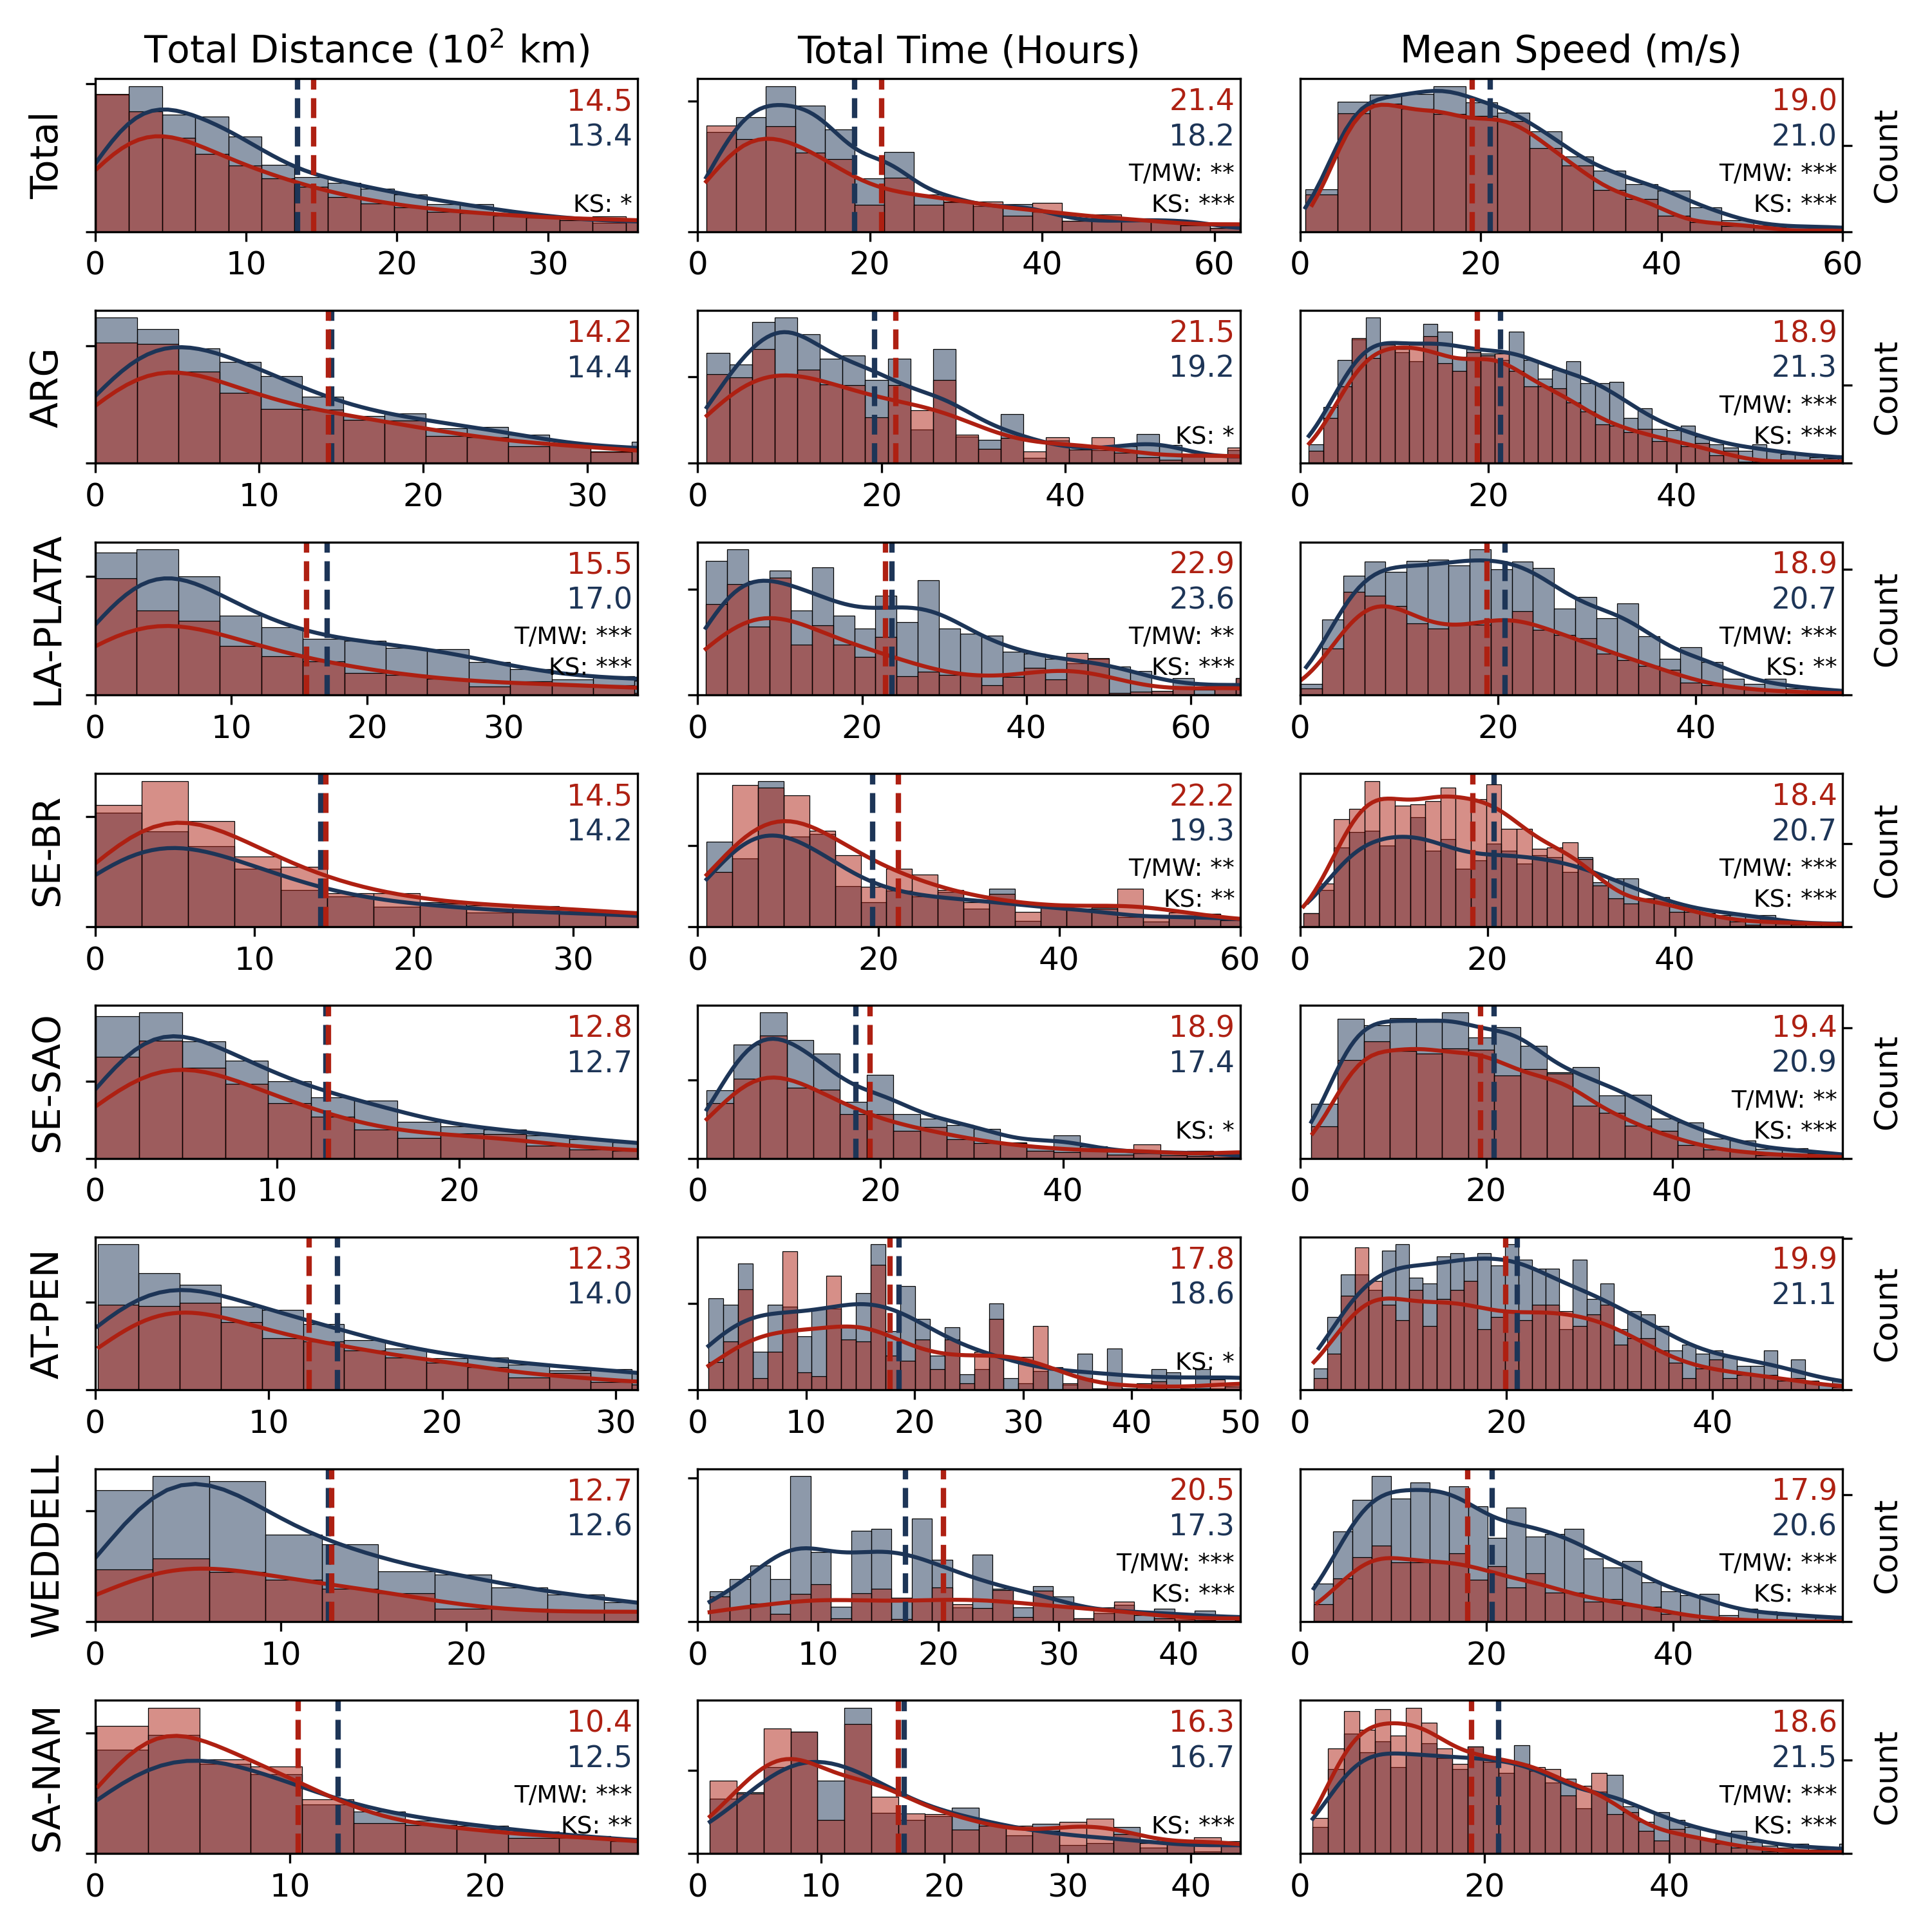 Total Distance (10² km)
Total Time (Hours)
Mean Speed (m/s)
Total
14.5
13.4
KS: *
0 10 20 30
21.4
18.2
T/MW: **
KS: ***
0 20 40 60
19.0
21.0
T/MW: ***
KS: ***
0 20 40 60
Count
ARG
14.2
14.4
0 10 20 30
21.5
19.2
KS: *
0 20 40
18.9
21.3
T/MW: ***
KS: ***
0 20 40
Count
LA-PLATA
15.5
17.0
T/MW: ***
KS: ***
0 10 20 30
22.9
23.6
T/MW: **
KS: ***
0 20 40 60
18.9
20.7
T/MW: ***
KS: **
0 20 40
Count
SE-BR
14.5
14.2
0 10 20 30
22.2
19.3
T/MW: **
KS: **
0 20 40 60
18.4
20.7
T/MW: ***
KS: ***
0 20 40
Count
SE-SAO
12.8
12.7
0 10 20
18.9
17.4
KS: *
0 20 40
19.4
20.9
T/MW: **
KS: ***
0 20 40
Count
AT-PEN
12.3
14.0
0 10 20 30
17.8
18.6
KS: *
0 10 20 30 40 50
19.9
21.1
0 20 40
Count
WEDDELL
12.7
12.6
0 10 20
20.5
17.3
T/MW: ***
KS: ***
0 10 20 30 40
17.9
20.6
T/MW: ***
KS: ***
0 20 40
Count
SA-NAM
10.4
12.5
T/MW: ***
KS: **
0 10 20
16.3
16.7
KS: ***
0 10 20 30 40
18.6
21.5
T/MW: ***
KS: ***
0 20 40
Count